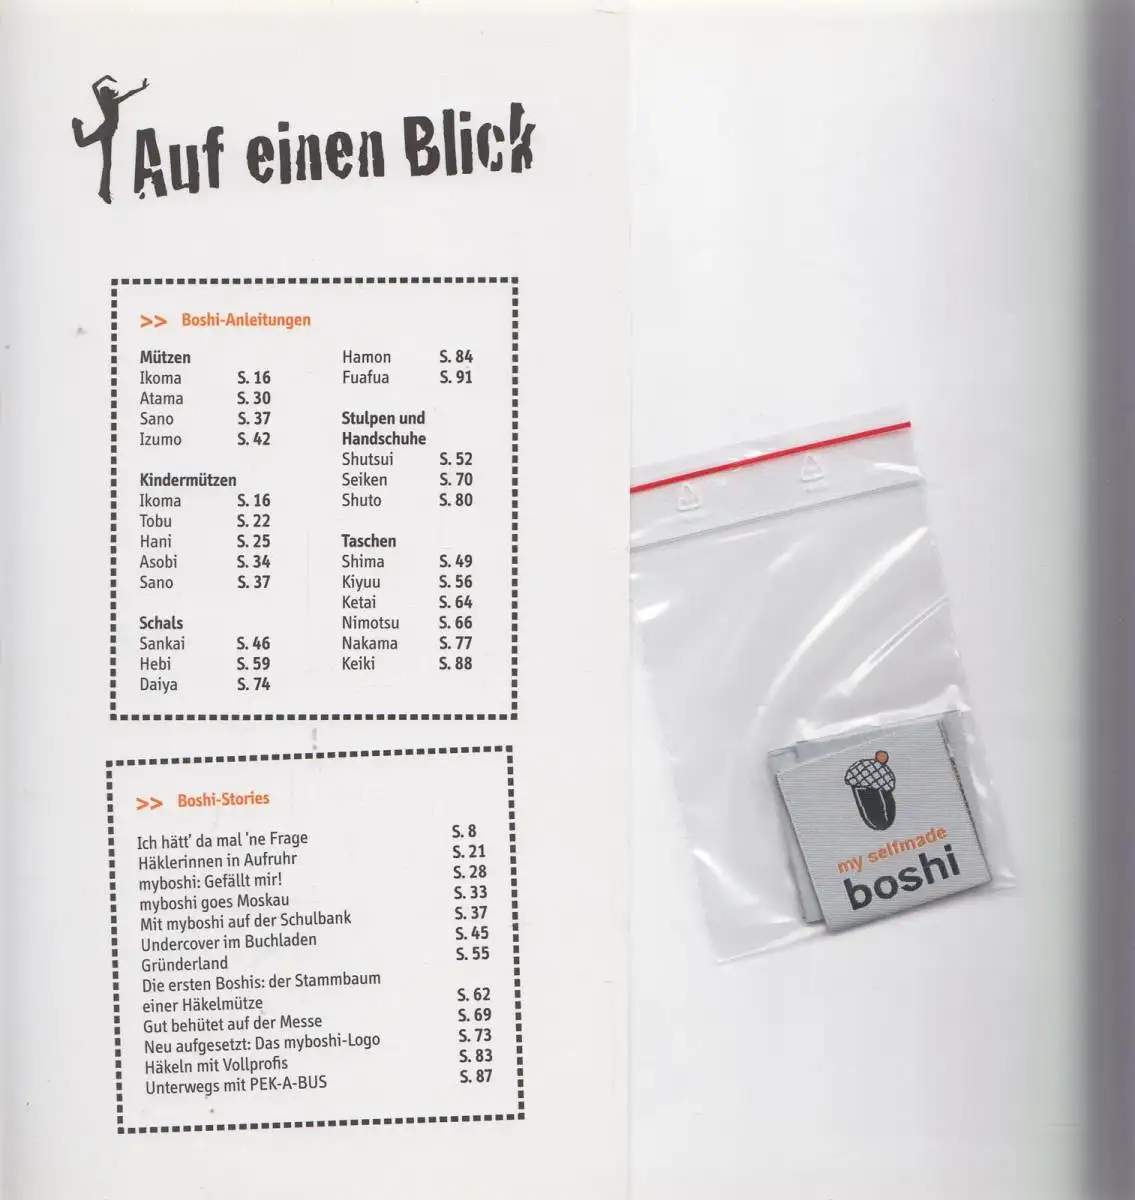 Auf einen Blick
>> Boshi-Anleitungen
Mützen
Ikoma S. 16
Atama S. 30
Sano S. 37
Izumo S. 42
Kindermützen
Ikoma S. 16
Tobu S. 22
Hani S. 25
Asobi S. 34
Sano S. 37
Schals
Sankai S. 46
Hebi S. 59
Daiya S. 74
Hamon S. 84
Fuafua S. 91
Stulpen und
Handschuhe
Shutsui S. 52
Seiken S. 70
Shuto S. 80
Taschen
Shima S. 49
Kiyuu S. 56
Ketai S. 64
Nimotsu S. 66
Nakama S. 77
Keiki S. 88
>> Boshi-Stories
Ich hätt' da mal 'ne Frage S. 8
Häklerinnen in Aufruhr S. 21
myboshi: Gefällt mir! S. 28
myboshi goes Moskau S. 33
Mit myboshi auf der Schulbank S. 37
Undercover im Buchladen S. 45
Gründerland S. 55
Die ersten Boshis: der Stammbaum
einer Häkelmütze S. 62
Gut behütet auf der Messe S. 69
Neu aufgesetzt: Das myboshi-Logo S. 73
Häkeln mit Vollprofis S. 83
Unterwegs mit PEK-A-BUS S. 87
my selfmade
boshi